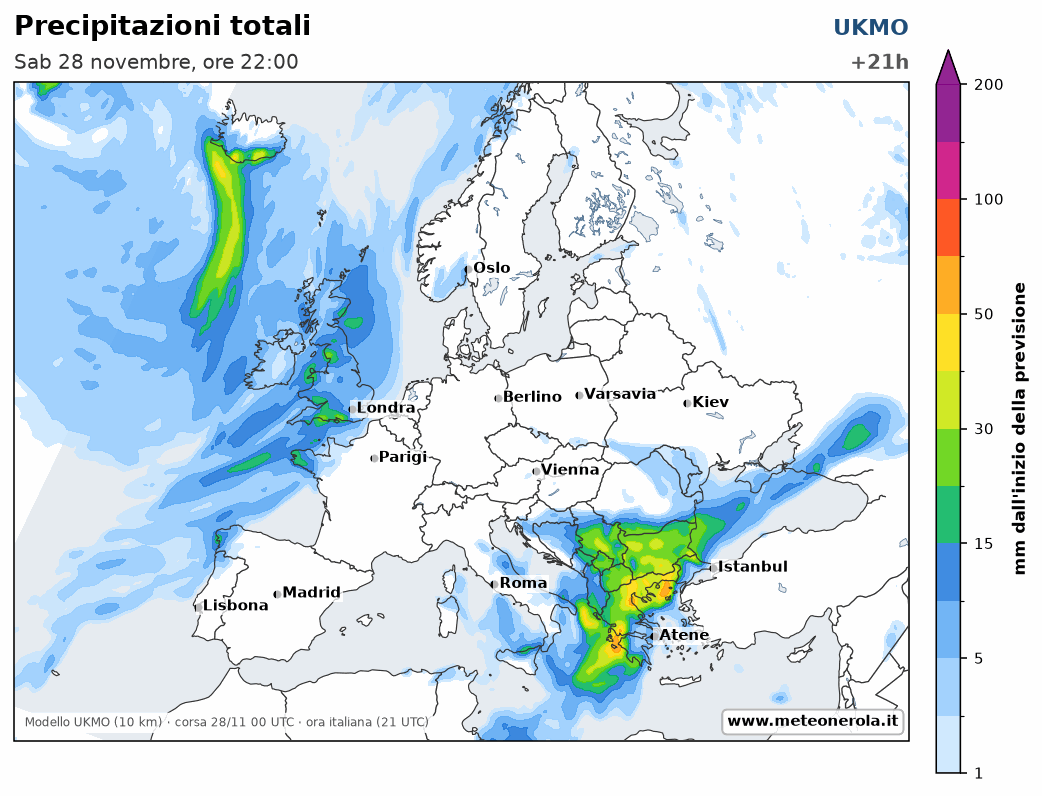 Precipitazioni totali
UKMO
Sab 28 novembre, ore 22:00
+21h
200
100
50
30
15
5
1
mm dall'inizio della previsione
Oslo
Berlino
Varsavia
Kiev
Londra
Parigi
Vienna
Istanbul
Roma
Madrid
Lisbona
Atene
Modello UKMO (10 km) · corsa 28/11 00 UTC · ora italiana (21 UTC)
www.meteonerola.it